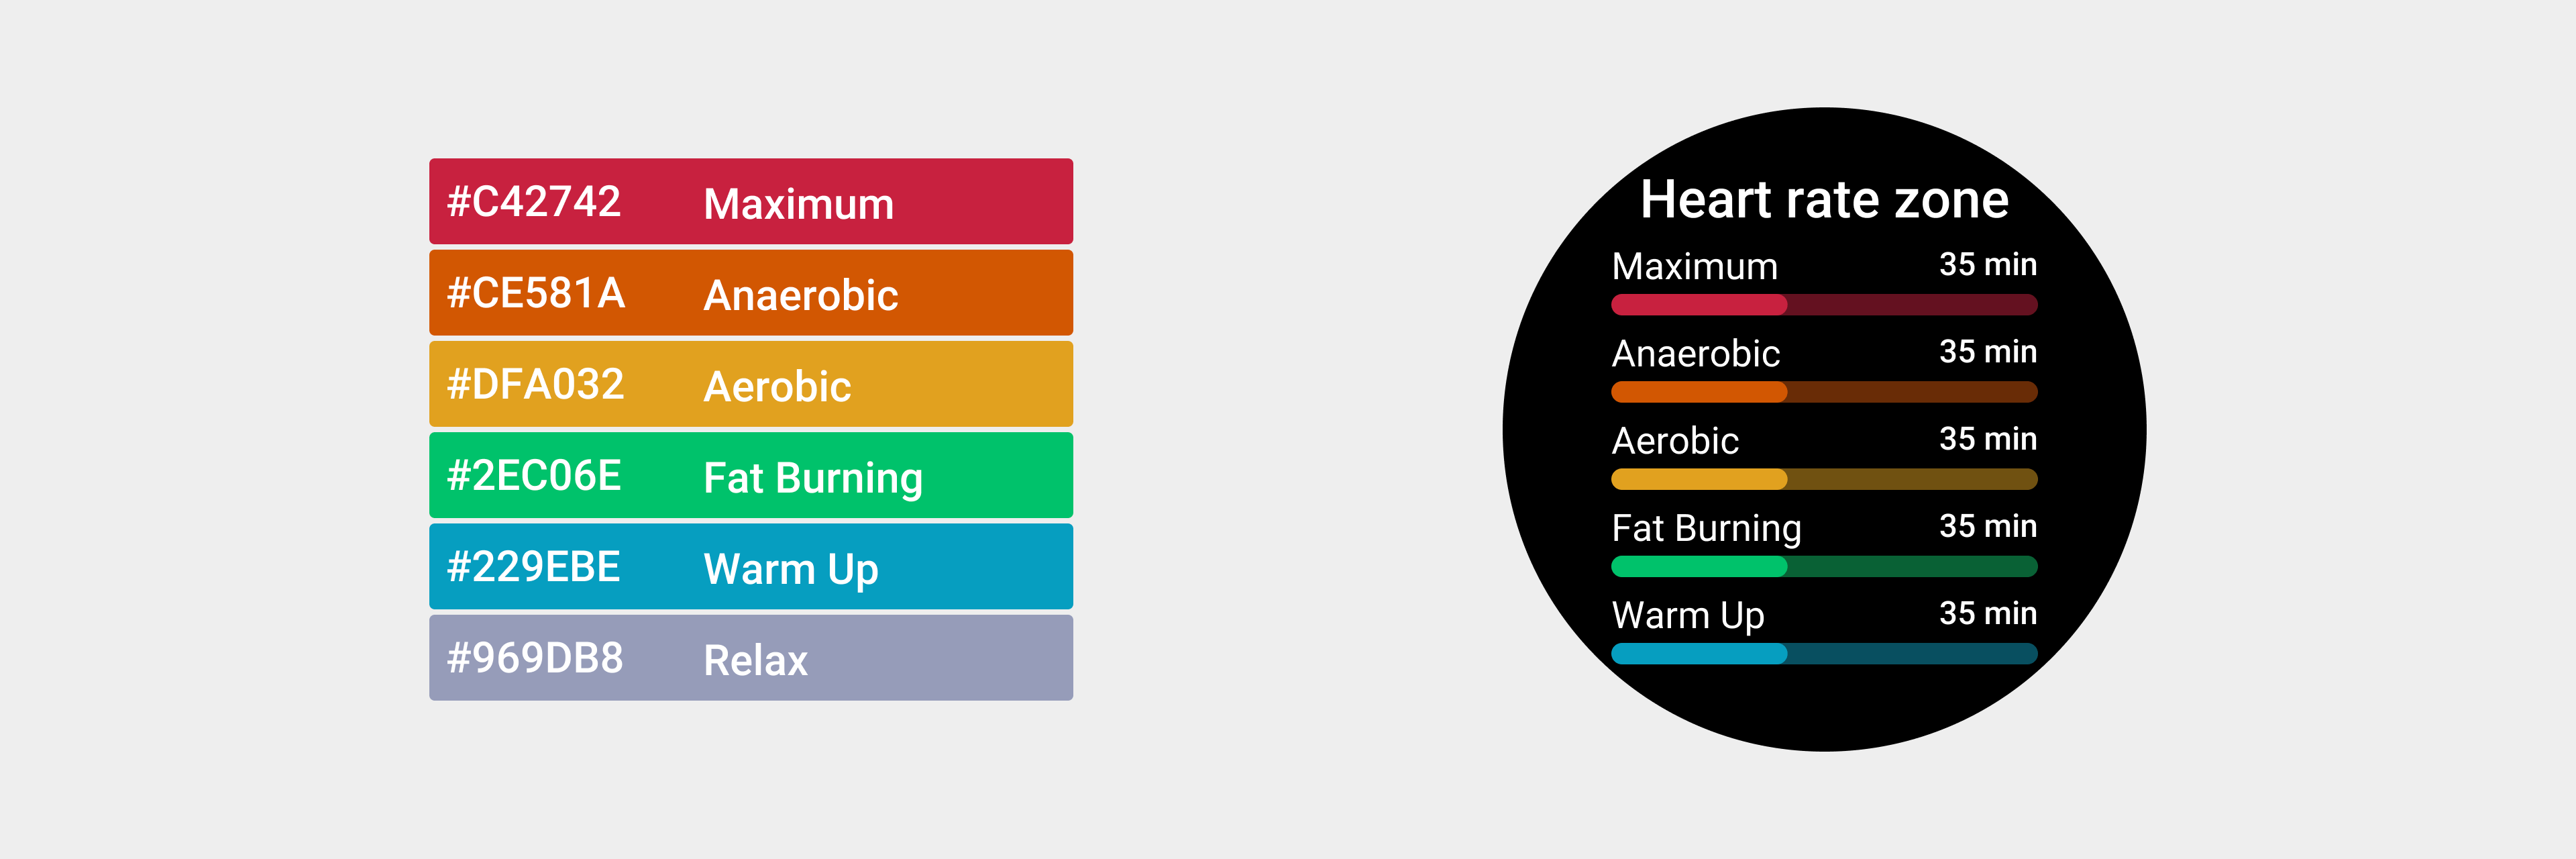 #C42742 Maximum
#CE581A Anaerobic
#DFA032 Aerobic
#2EC06E Fat Burning
#229EBE Warm Up
#969DB8 Relax
Heart rate zone
Maximum 35 min
Anaerobic 35 min
Aerobic 35 min
Fat Burning 35 min
Warm Up 35 min